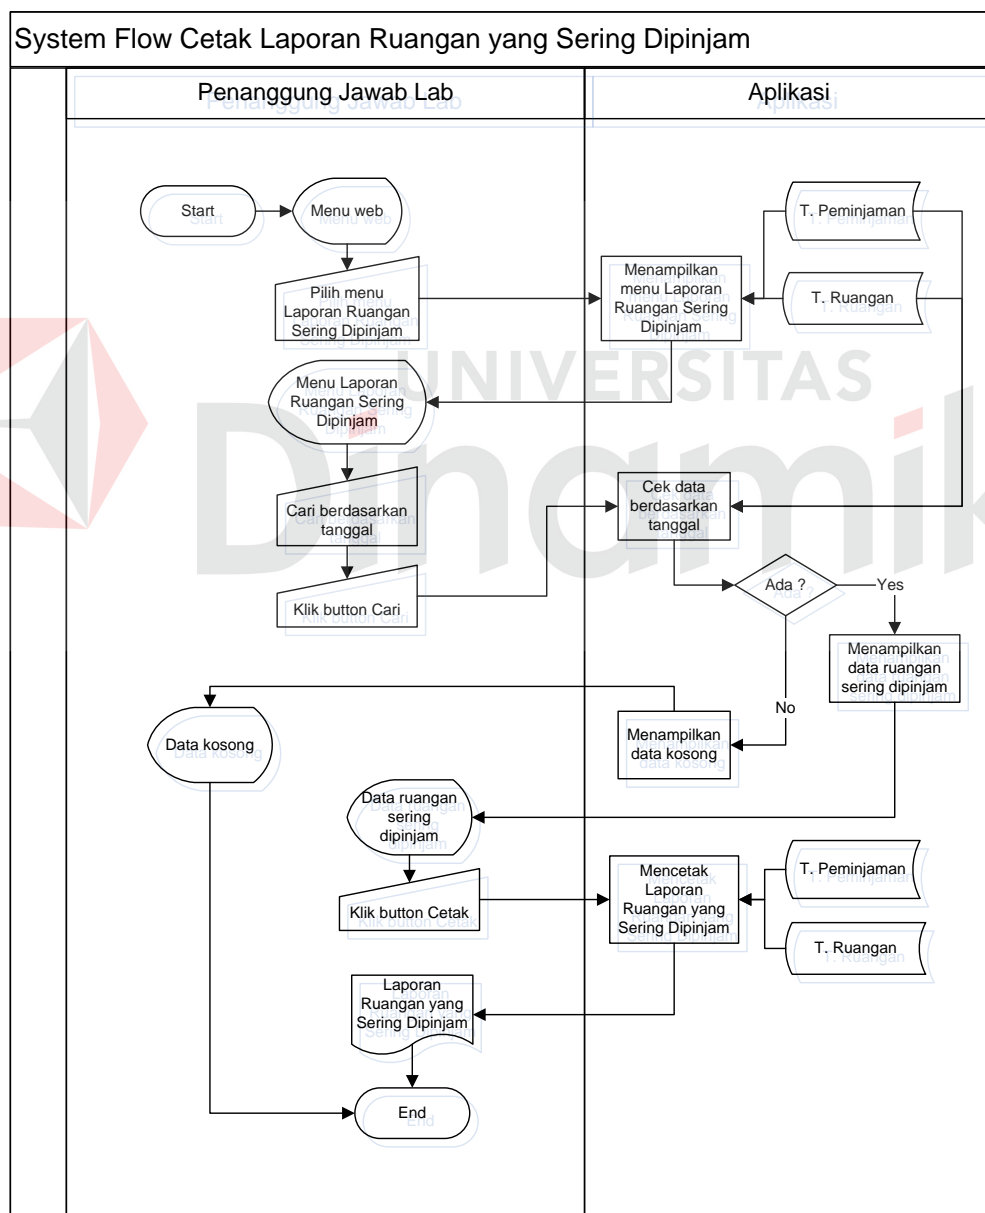 System Flow Cetak Laporan Ruangan yang Sering Dipinjam
Penanggung Jawab Lab
Aplikasi
Start
Menu web
T. Peminjaman
Pilih menu
Laporan Ruangan
Sering Dipinjam
Menampilkan
menu Laporan
Ruangan Sering
Dipinjam
T. Ruangan
UNIVERSITAS
Dinamik
Menu Laporan
Ruangan Sering
Dipinjam
Cari berdasarkan
tanggal
Cek data
berdasarkan
tanggal
Klik button Cari
Ada ?
Yes
No
Menampilkan
data ruangan
sering dipinjam
Data kosong
Menampilkan
data kosong
Data ruangan
sering
dipinjam
Klik button Cetak
Mencetak
Laporan
Ruangan yang
Sering Dipinjam
T. Peminjaman
T. Ruangan
Laporan
Ruangan yang
Sering Dipinjam
End